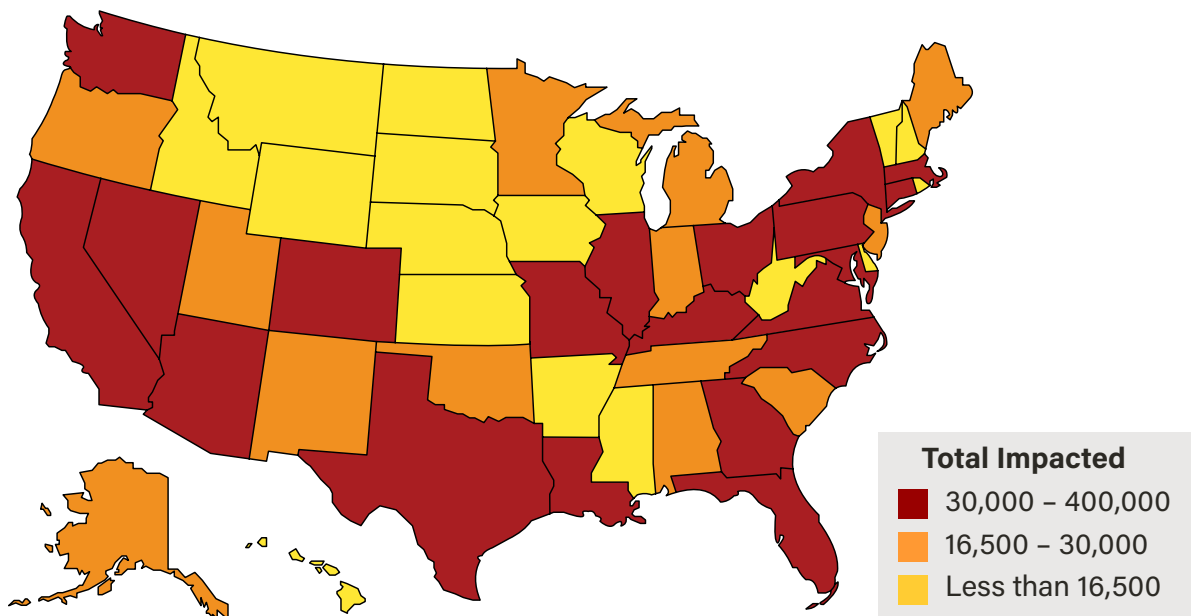 Total Impacted
30,000 – 400,000
16,500 – 30,000
Less than 16,500